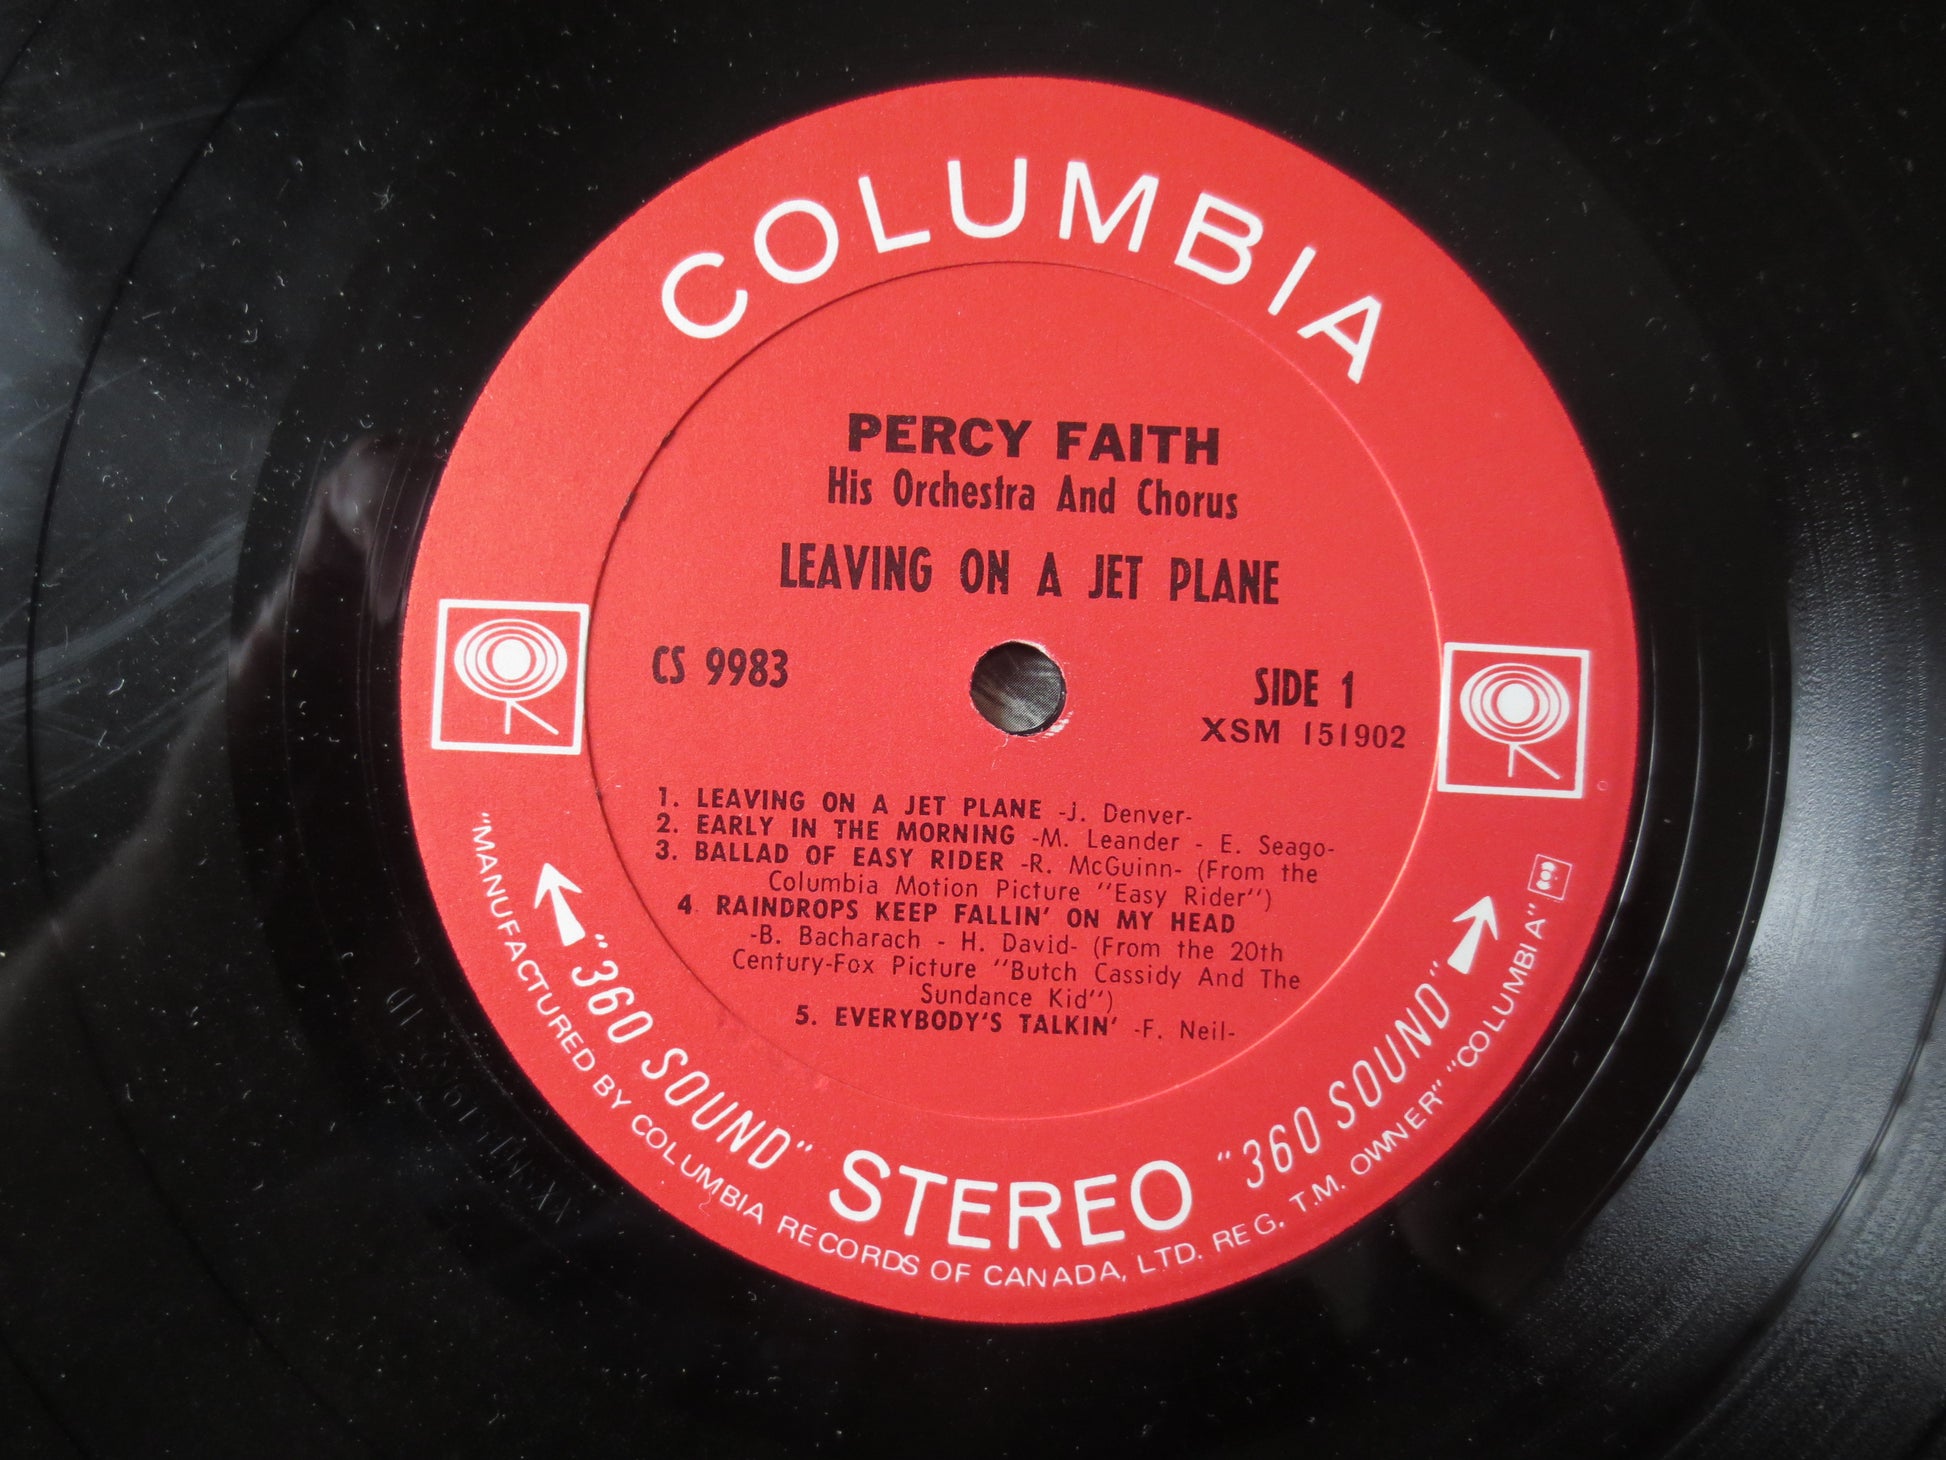 COLUMBIA
PERCY FAITH
His Orchestra And Chorus
LEAVING ON A JET PLANE
CS 9983
SIDE 1
XSM 151902
1. LEAVING ON A JET PLANE -J. Denver-
2. EARLY IN THE MORNING -M. Leander - E. Seago-
3. BALLAD OF EASY RIDER -R. McGuinn- (From the
Columbia Motion Picture "Easy Rider")
4. RAINDROPS KEEP FALLIN' ON MY HEAD
-B. Bacharach - H. David- (From the 20th
Century-Fox Picture "Butch Cassidy And The
Sundance Kid")
5. EVERYBODY'S TALKIN' -F. Neil-
"360 SOUND" STEREO "360 SOUND"
"MANUFACTURED BY COLUMBIA RECORDS OF CANADA, LTD. REG. T.M. OWNER" "COLUMBIA"